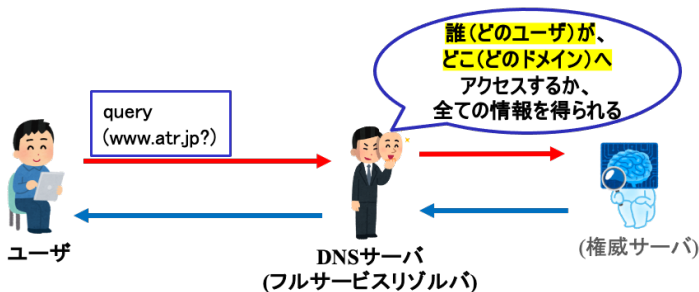 誰（どのユーザ）が、
どこ（どのドメイン）へ
アクセスするか、
全ての情報を得られる
query
(www.atr.jp?)
ユーザ
DNSサーバ
(フルサービスリゾルバ)
(権威サーバ)